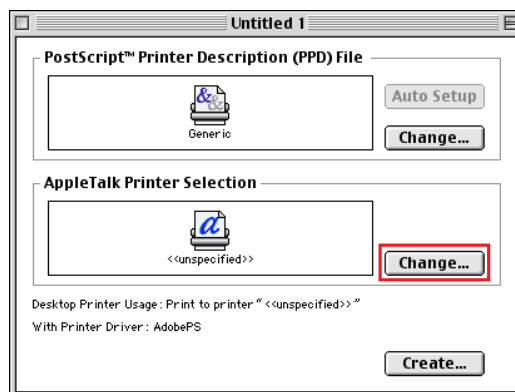 Untitled 1
PostScript™ Printer Description (PPD) File
Auto Setup
Generic
Change...
AppleTalk Printer Selection
<<unspecified>>
Change...
Desktop Printer Usage: Print to printer “<<unspecified>>”
With Printer Driver: AdobePS
Create...